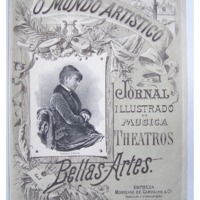 O MUNDO ARTISTICO
JORNAL
ILLUSTRADO
DE
MUSICA
THEATROS
Bellas-Artes.
EMPREZA